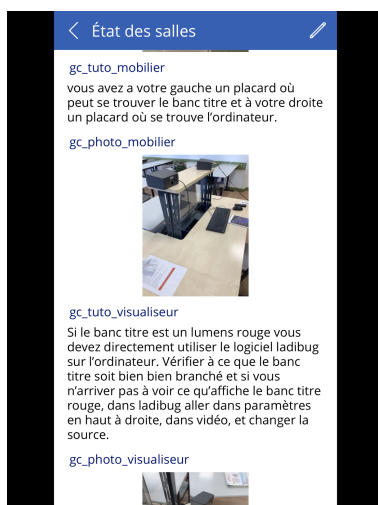 État des salles
gc_tuto_mobilier
vous avez a votre gauche un placard où
peut se trouver le banc titre et à votre droite
un placard où se trouve l'ordinateur.
gc_photo_mobilier
gc_tuto_visualiseur
Si le banc titre est un lumens rouge vous
devez directement utiliser le logiciel ladibug
sur l'ordinateur. Vérifier à ce que le banc
titre soit bien bien branché et si vous
n'arriver pas à voir ce qu'affiche le banc titre
rouge, dans ladibug aller dans paramètres
en haut à droite, dans vidéo, et changer la
source.
gc_photo_visualiseur